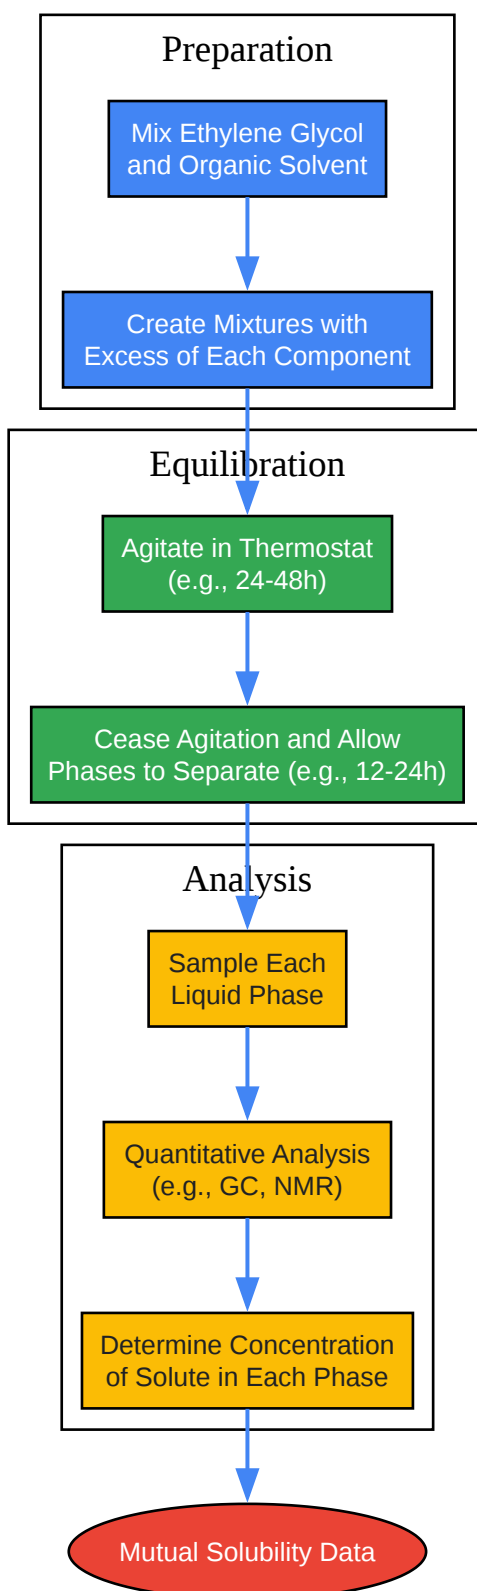 Preparation
Mix Ethylene Glycol
and Organic Solvent
Create Mixtures with
Excess of Each Component
Equilibration
Agitate in Thermostat
(e.g., 24-48h)
Cease Agitation and Allow
Phases to Separate (e.g., 12-24h)
Analysis
Sample Each
Liquid Phase
Quantitative Analysis
(e.g., GC, NMR)
Determine Concentration
of Solute in Each Phase
Mutual Solubility Data